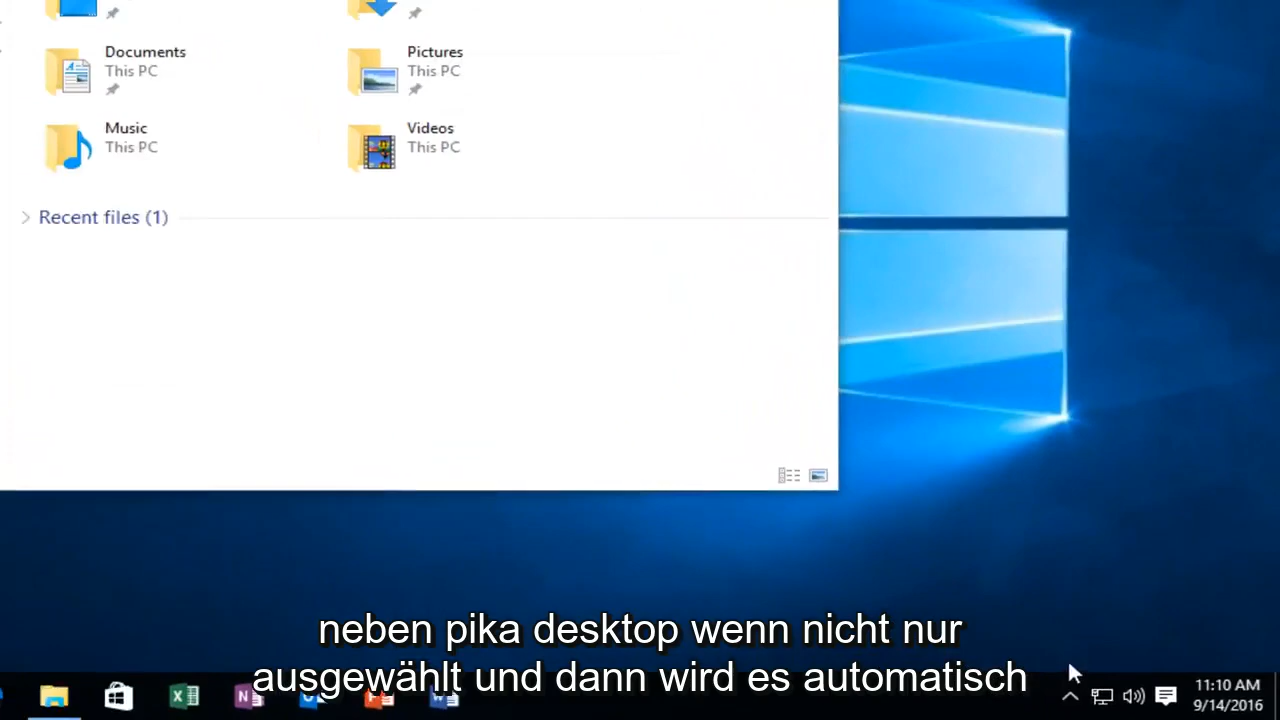 Documents
This PC
Pictures
This PC
Music
This PC
Videos
This PC
Recent files (1)
neben pika desktop wenn nicht nur
ausgewählt und dann wird es automatisch
11:10 AM
9/14/2016